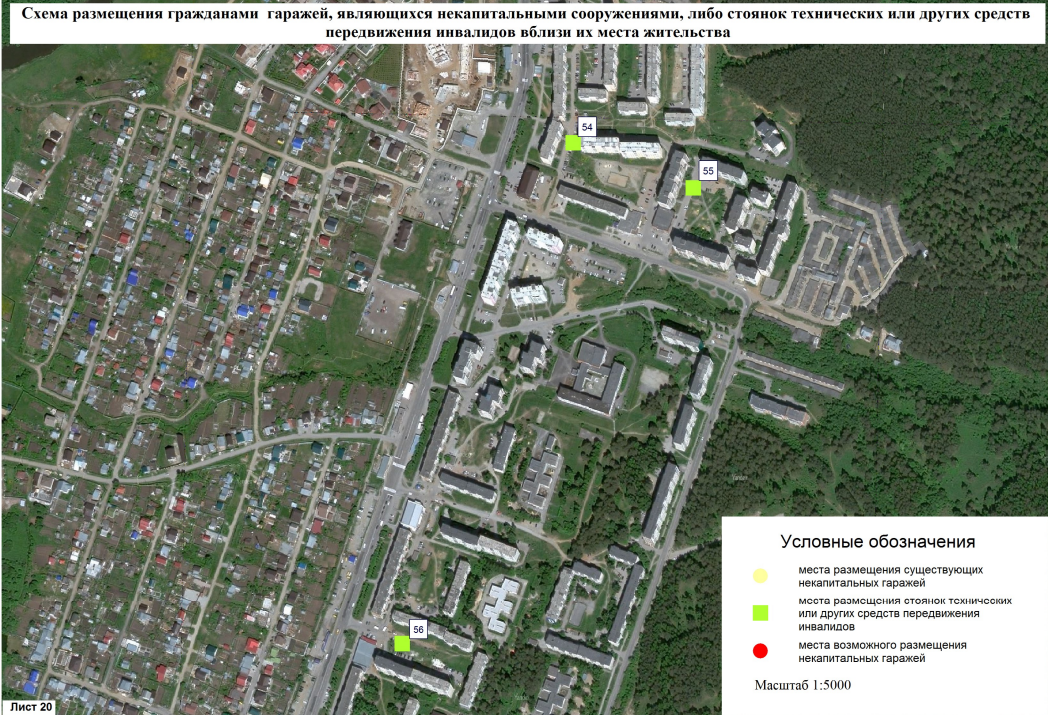 Схема размещения гражданами гаражей, являющихся некапитальными сооружениями, либо стоянок технических или других средств
передвижения инвалидов вблизи их места жительства
54
55
56
Условные обозначения
места размещения существующих
некапитальных гаражей
места размещения стоянок технических
или других средств передвижения
инвалидов
места возможного размещения
некапитальных гаражей
Масштаб 1:5000
Лист 20